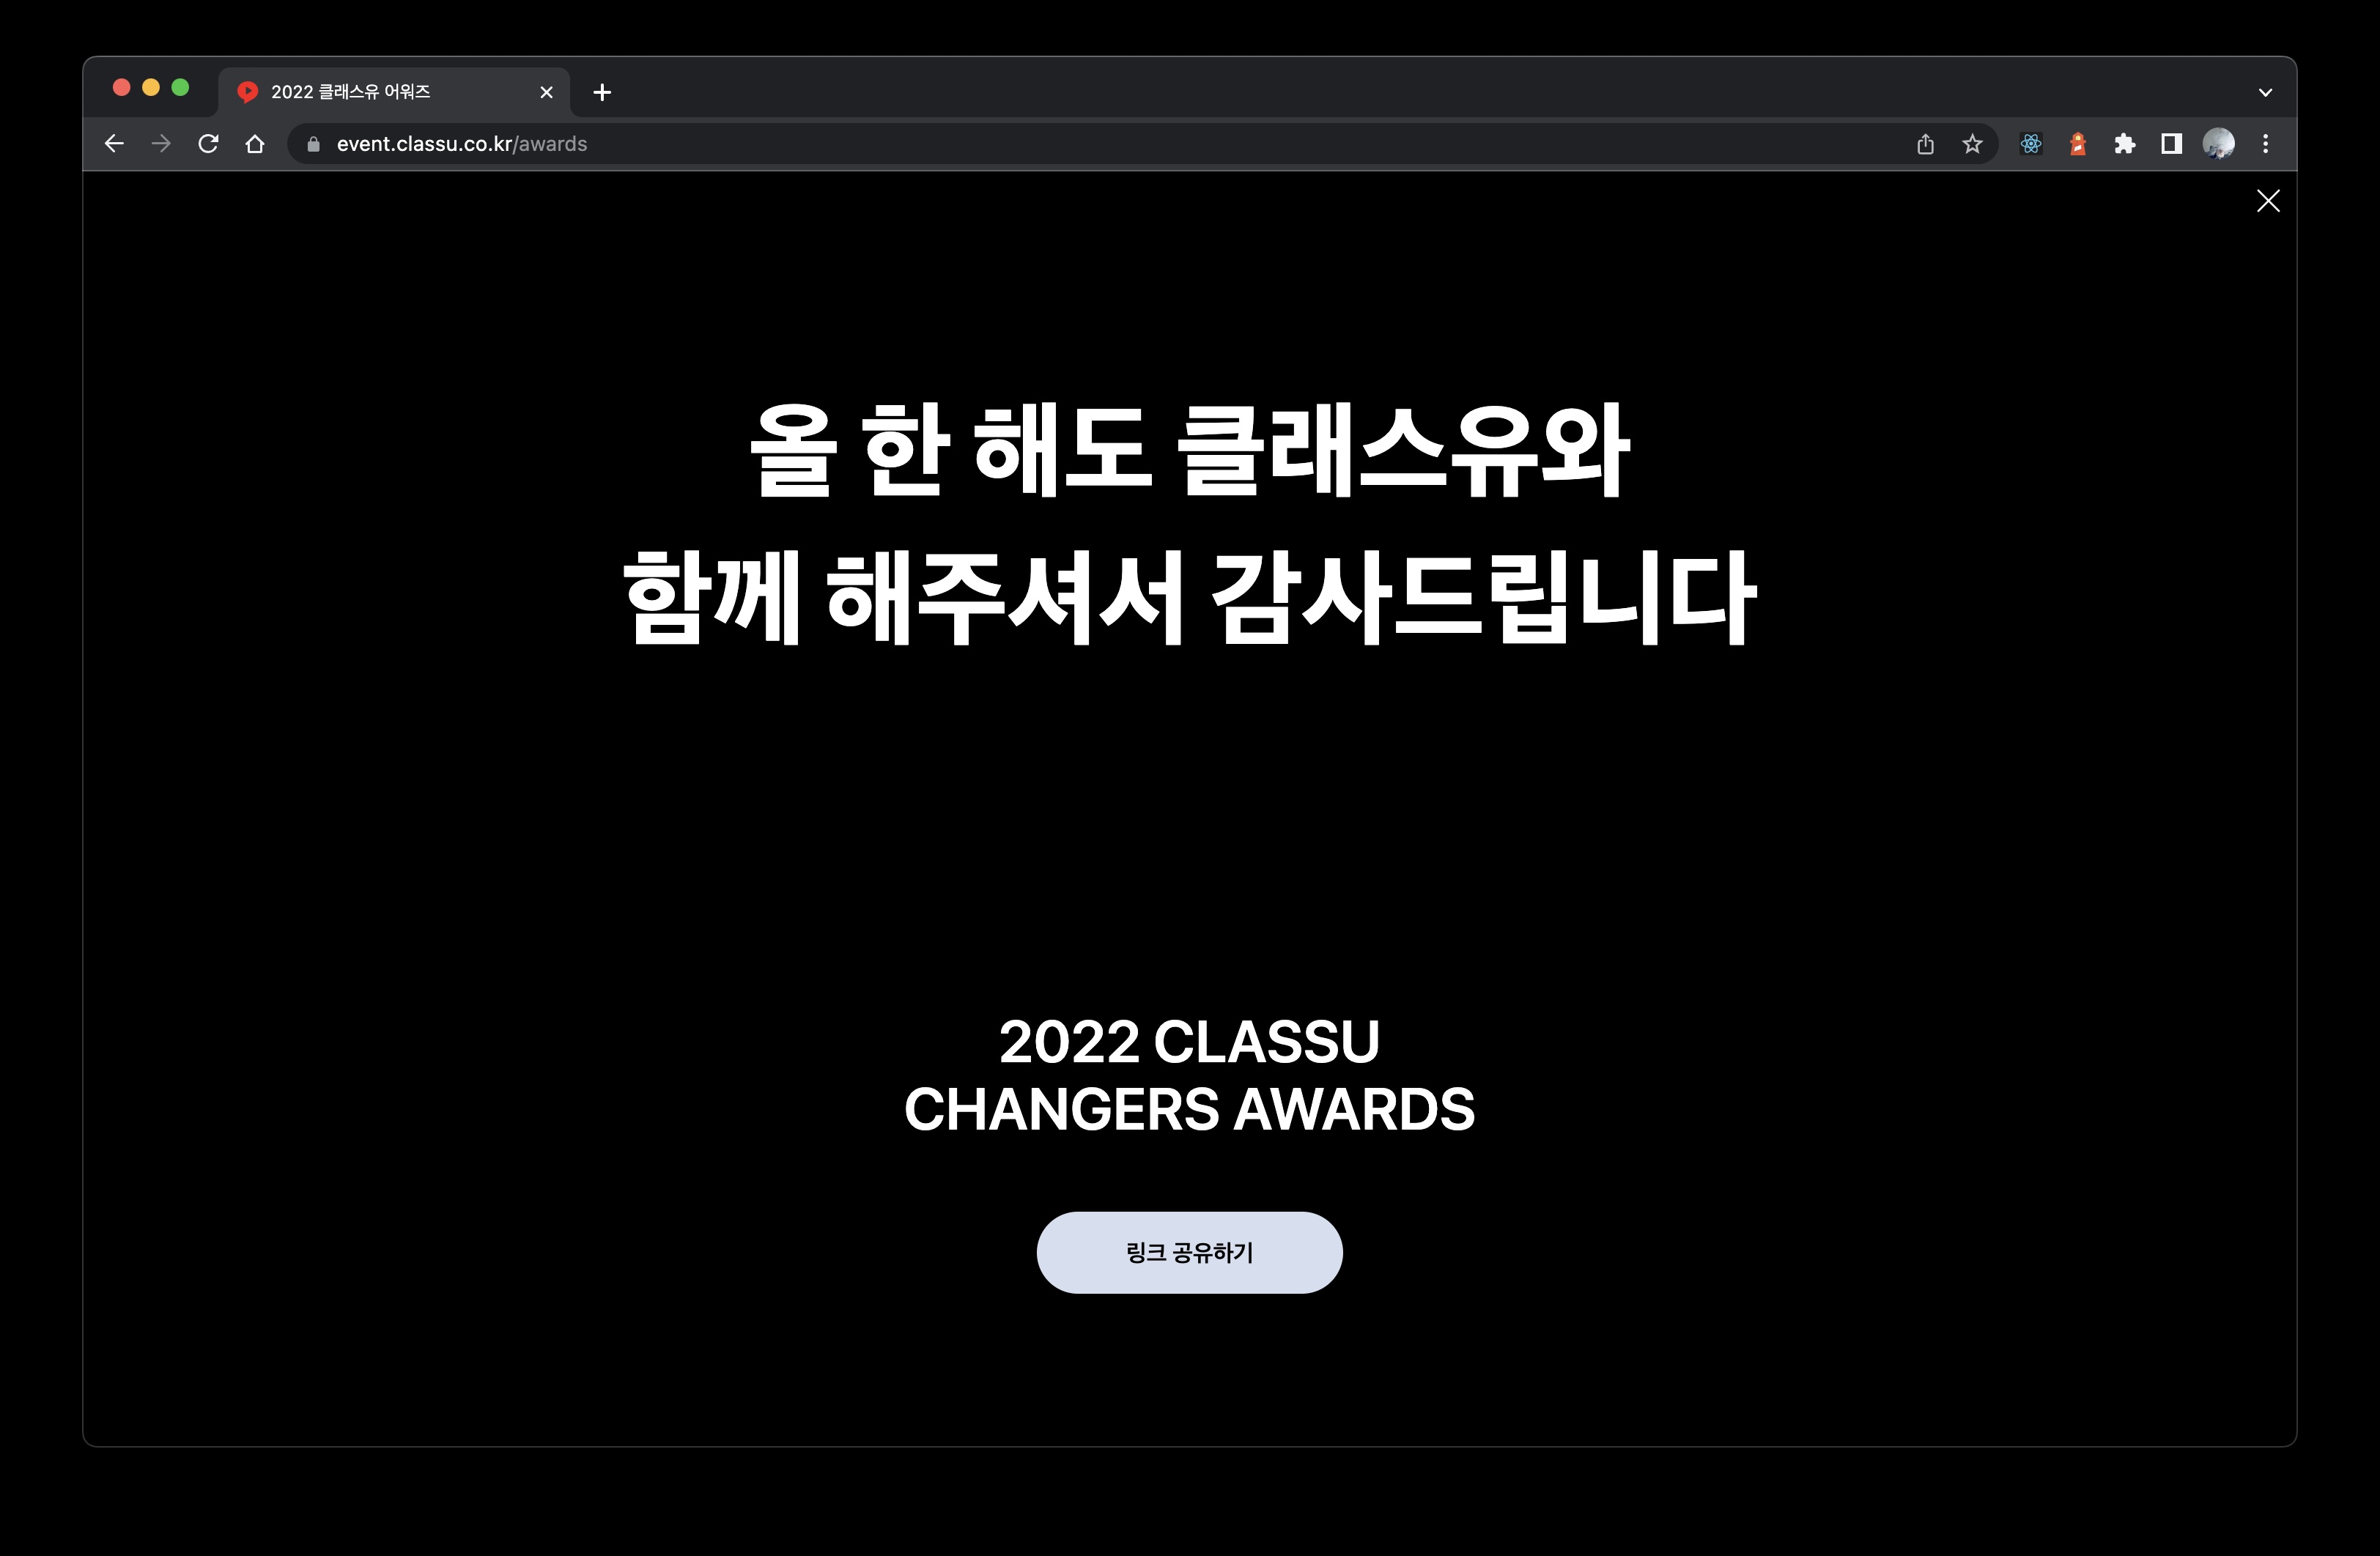 2022 클래스유 어워즈
event.classu.co.kr/awards
올 한 해도 클래스유와
함께 해주셔서 감사드립니다
2022 CLASSU
CHANGERS AWARDS
링크 공유하기